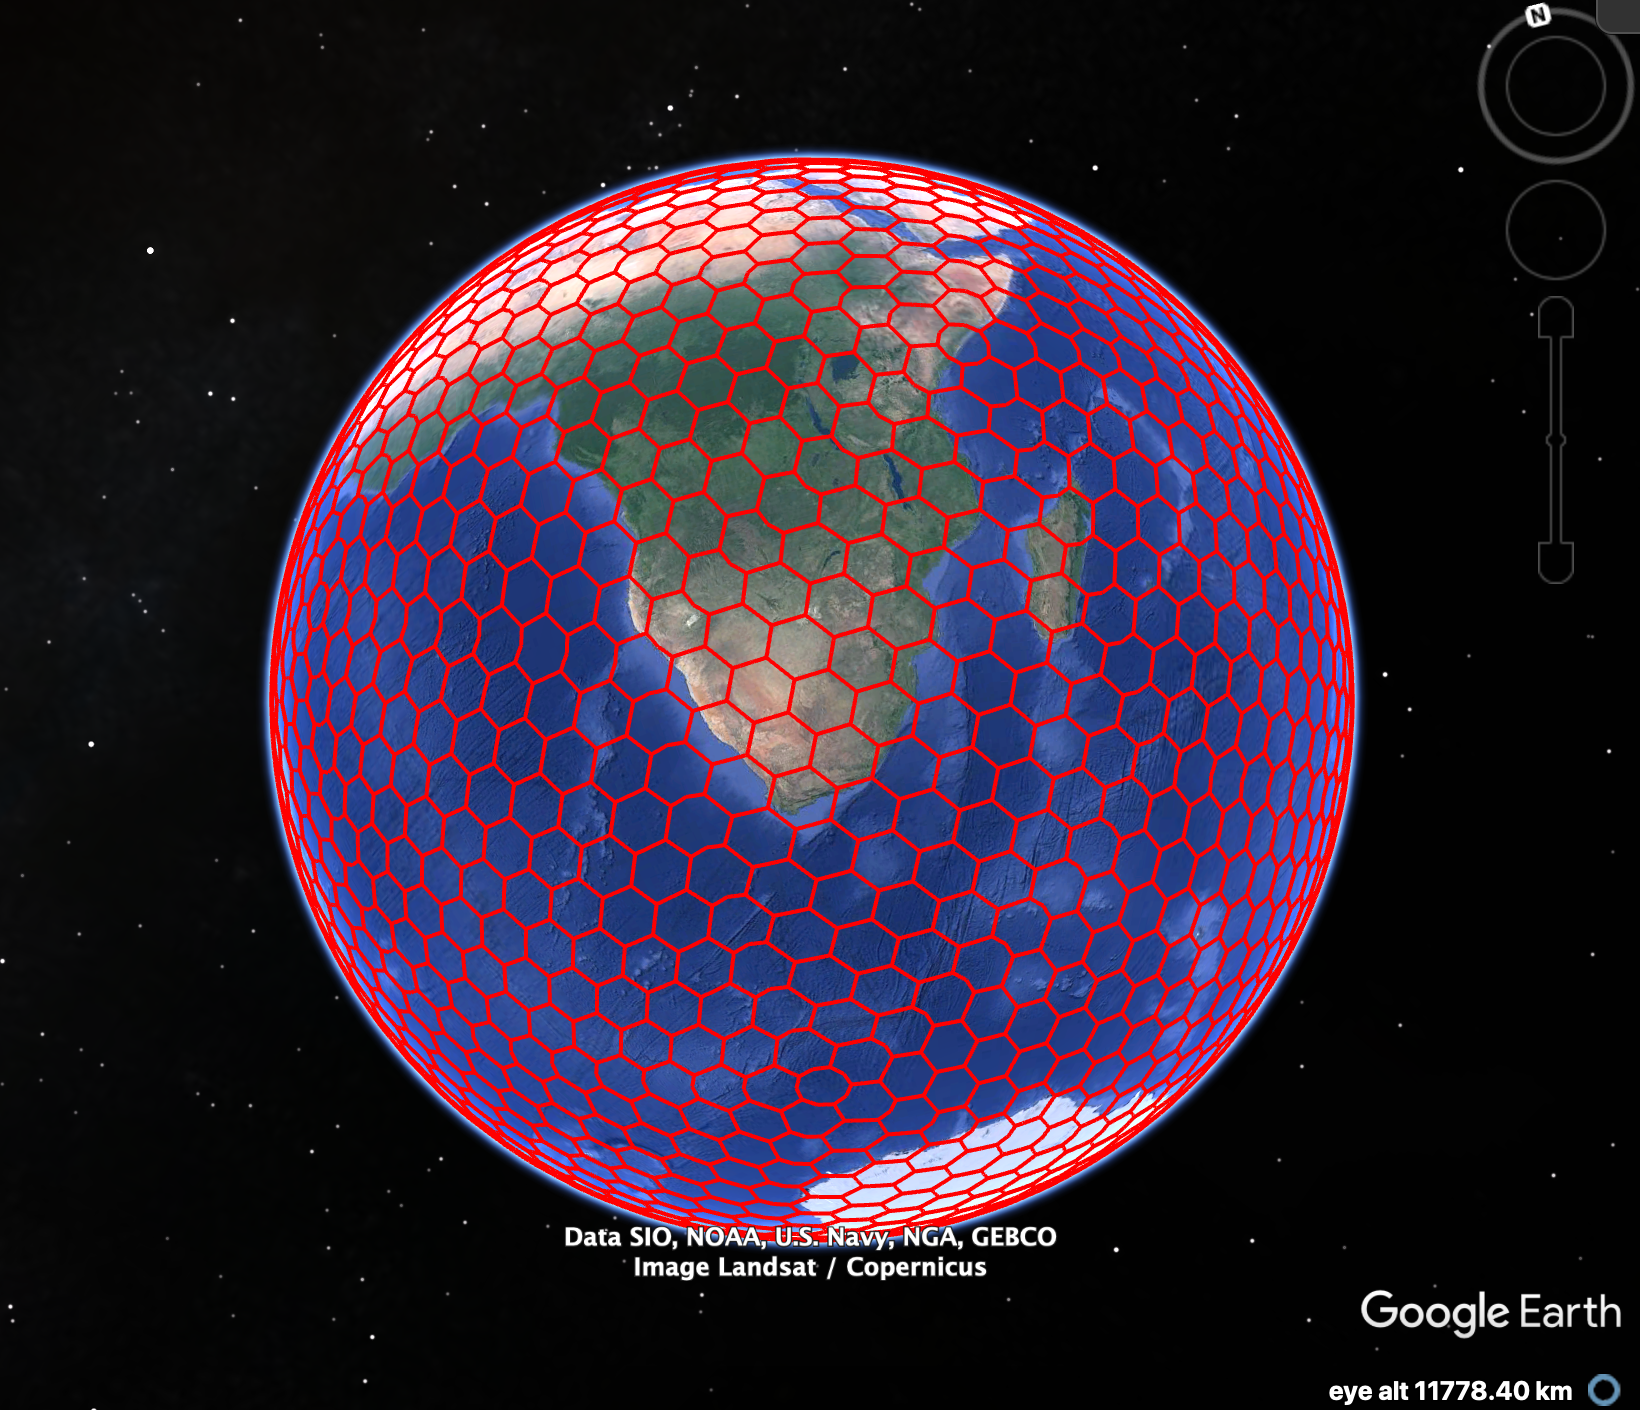 N
Data SIO, NOAA, U.S. Navy, NGA, GEBCO
Image Landsat / Copernicus
Google Earth
eye alt 11778.40 km